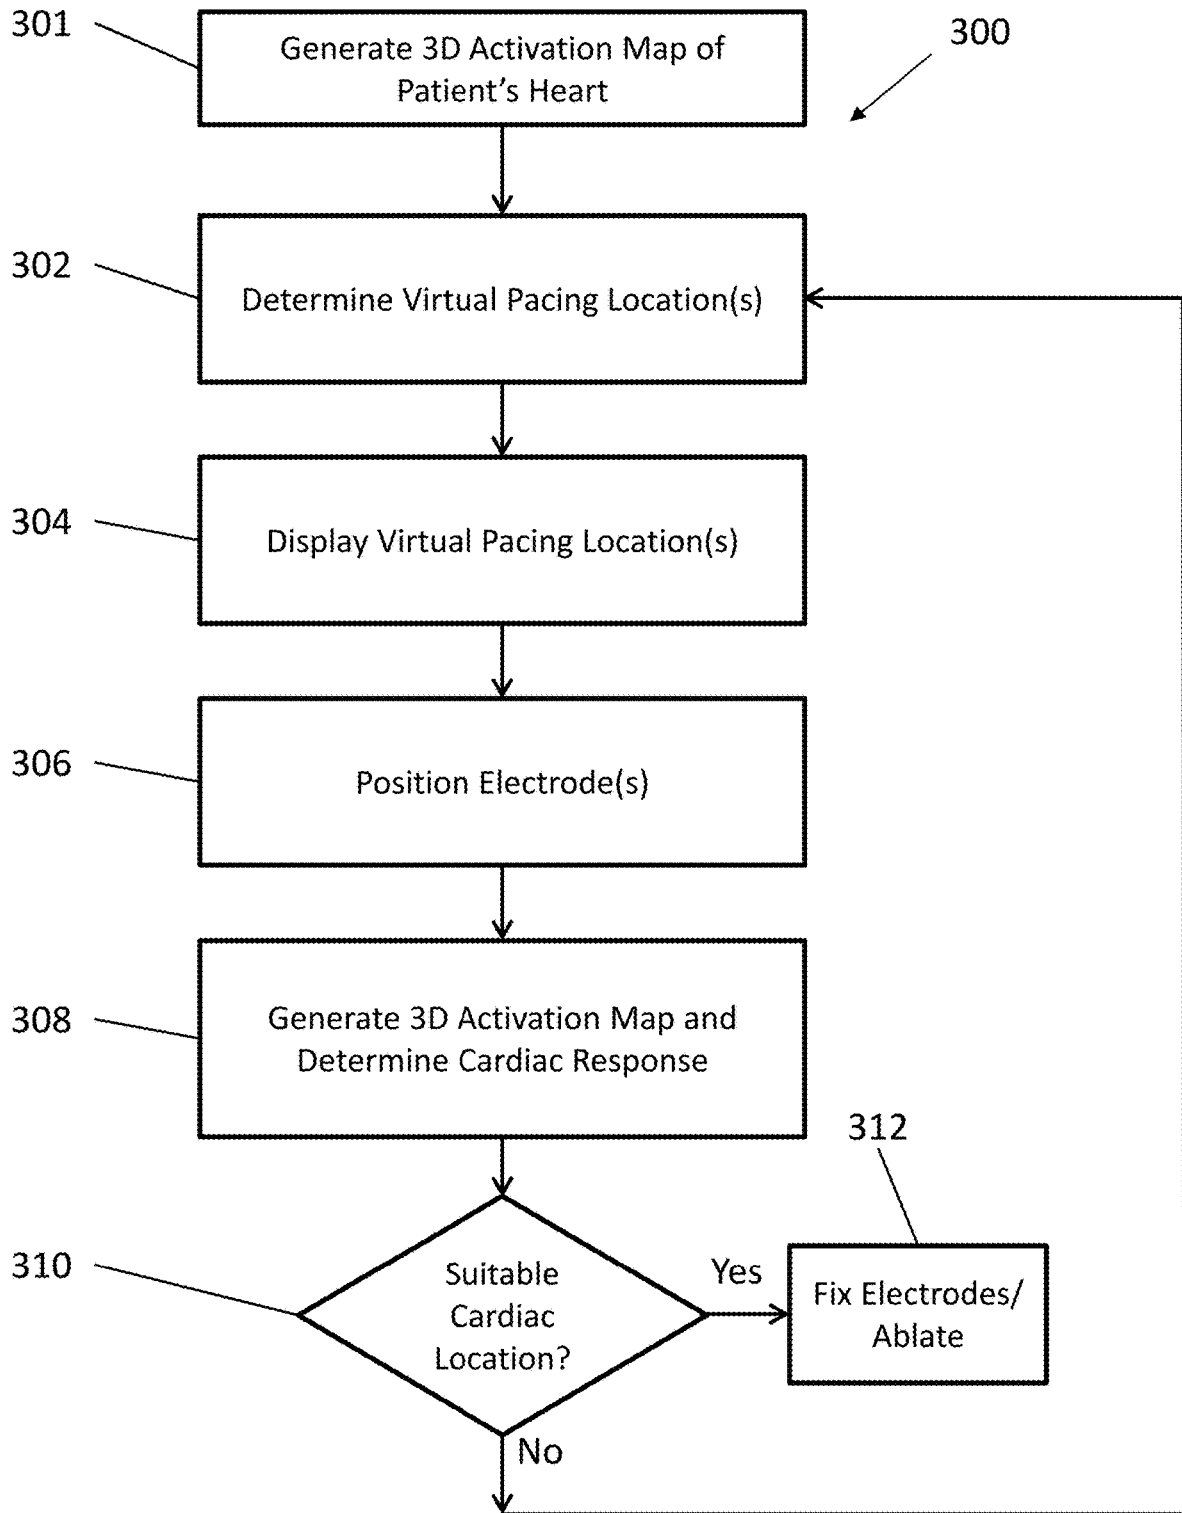 301
Generate 3D Activation Map of
Patient's Heart
300
302
Determine Virtual Pacing Location(s)
304
Display Virtual Pacing Location(s)
306
Position Electrode(s)
308
Generate 3D Activation Map and
Determine Cardiac Response
310
Suitable
Cardiac
Location?
Yes
312
Fix Electrodes/
Ablate
No